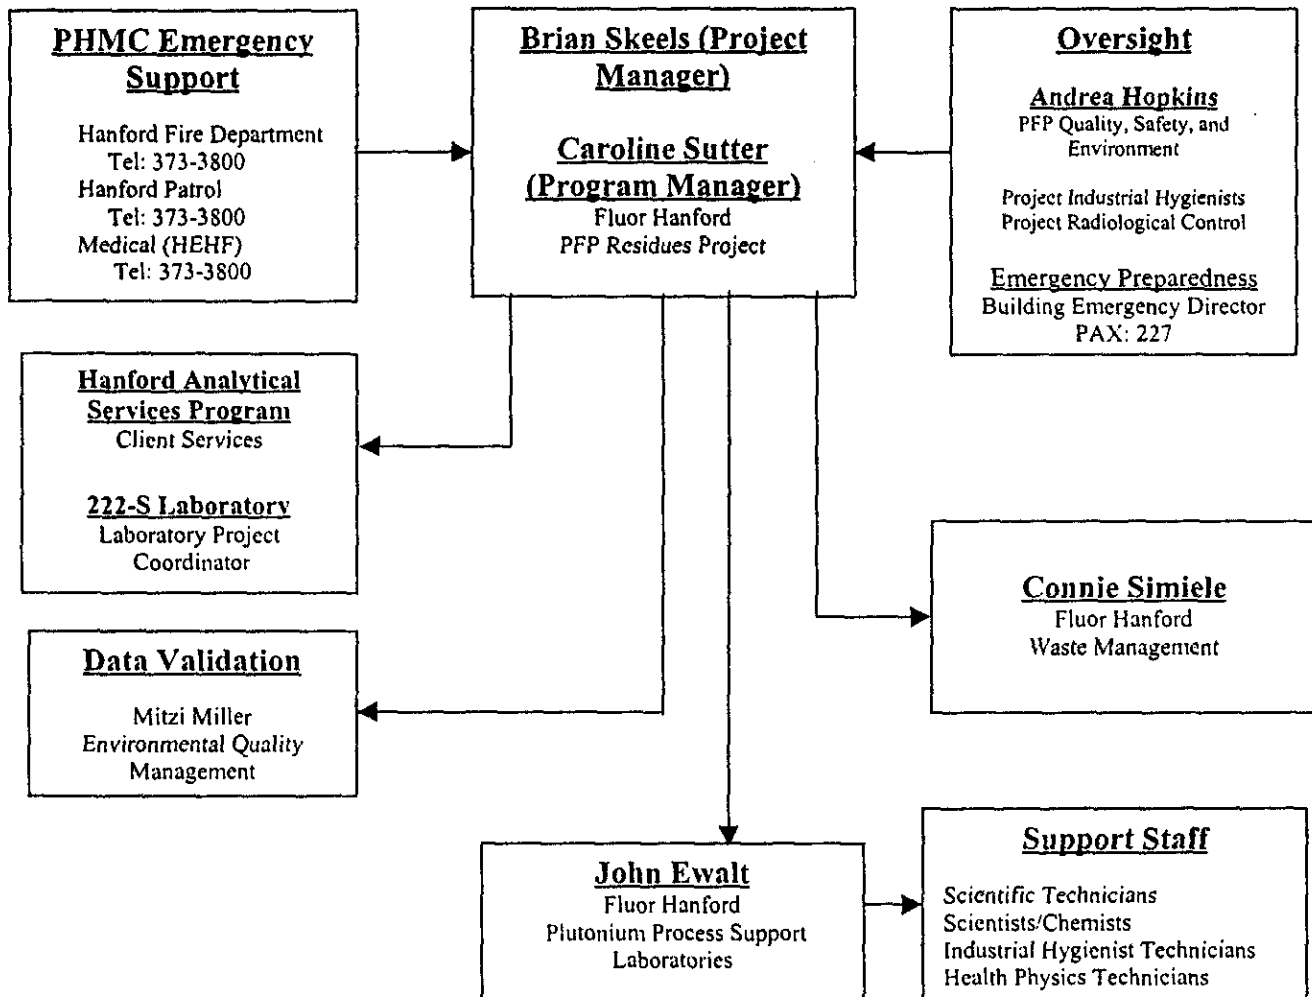 PHMC Emergency
Support
Hanford Fire Department
Tel: 373-3800
Hanford Patrol
Tel: 373-3800
Medical (HEHF)
Tel: 373-3800
Brian Skeels (Project
Manager)
Caroline Sutter
(Program Manager)
Fluor Hanford
PFP Residues Project
Oversight
Andrea Hopkins
PFP Quality, Safety, and
Environment
Project Industrial Hygienists
Project Radiological Control
Emergency Preparedness
Building Emergency Director
PAX: 227
Hanford Analytical
Services Program
Client Services
222-S Laboratory
Laboratory Project
Coordinator
Connie Simiele
Fluor Hanford
Waste Management
Data Validation
Mitzi Miller
Environmental Quality
Management
John Ewalt
Fluor Hanford
Plutonium Process Support
Laboratories
Support Staff
Scientific Technicians
Scientists/Chemists
Industrial Hygienist Technicians
Health Physics Technicians